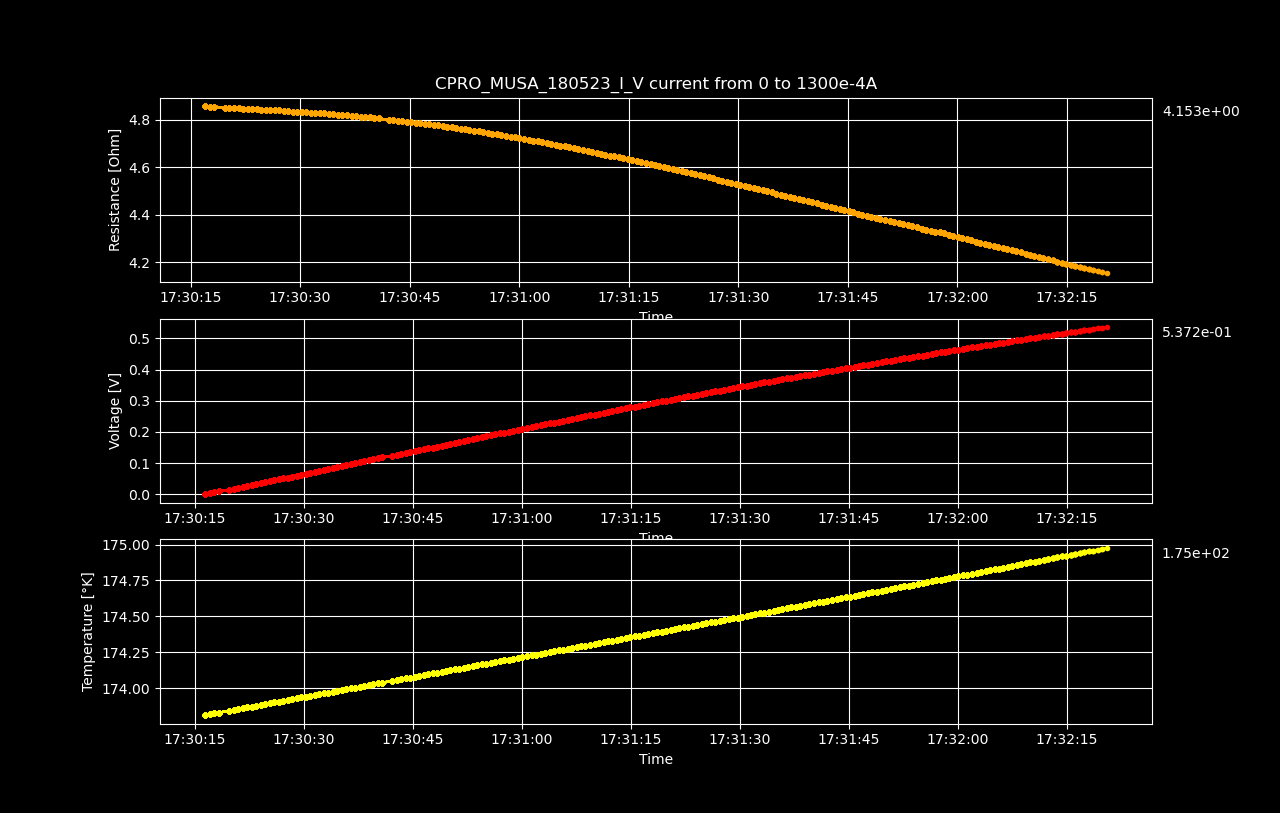 CPRO_MUSA_180523_I_V current from 0 to 1300e-4A
4.153e+00
Resistance [Ohm]
4.8
4.6
4.4
4.2
17:30:15 17:30:30 17:30:45 17:31:00 17:31:15 17:31:30 17:31:45 17:32:00 17:32:15
Time
5.372e-01
Voltage [V]
0.5
0.4
0.3
0.2
0.1
0.0
17:30:15 17:30:30 17:30:45 17:31:00 17:31:15 17:31:30 17:31:45 17:32:00 17:32:15
Time
1.75e+02
Temperature [°K]
175.00
174.75
174.50
174.25
174.00
17:30:15 17:30:30 17:30:45 17:31:00 17:31:15 17:31:30 17:31:45 17:32:00 17:32:15
Time